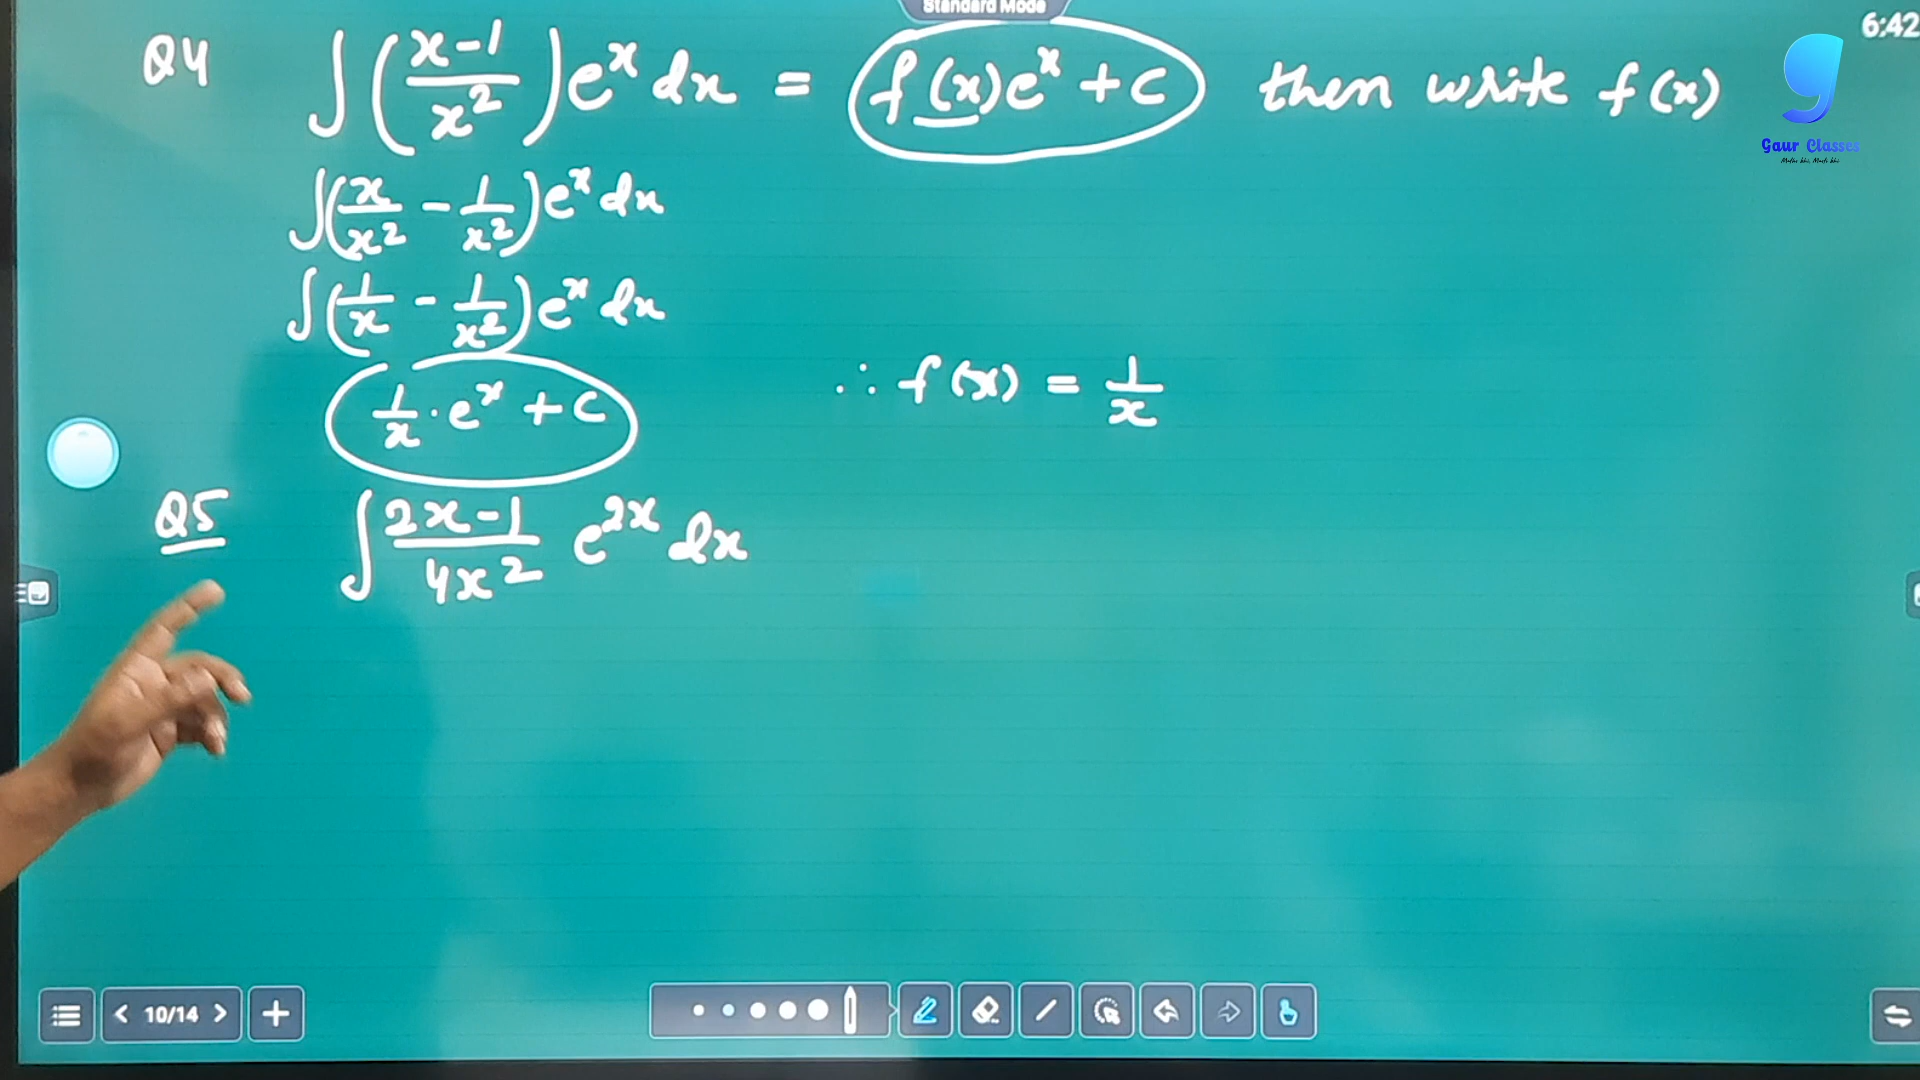 Standard Mode
6:42
Q4 ∫(x-1/x²)eˣ dx = f(x)eˣ + c then write f(x)
Gaur Classes
∫(x/x² - 1/x²)eˣ dx
∫(1/x - 1/x²)eˣ dx
1/x · eˣ + c
∴ f(x) = 1/x
Q5 ∫ 2x-1/4x² e²ˣ dx
10/14